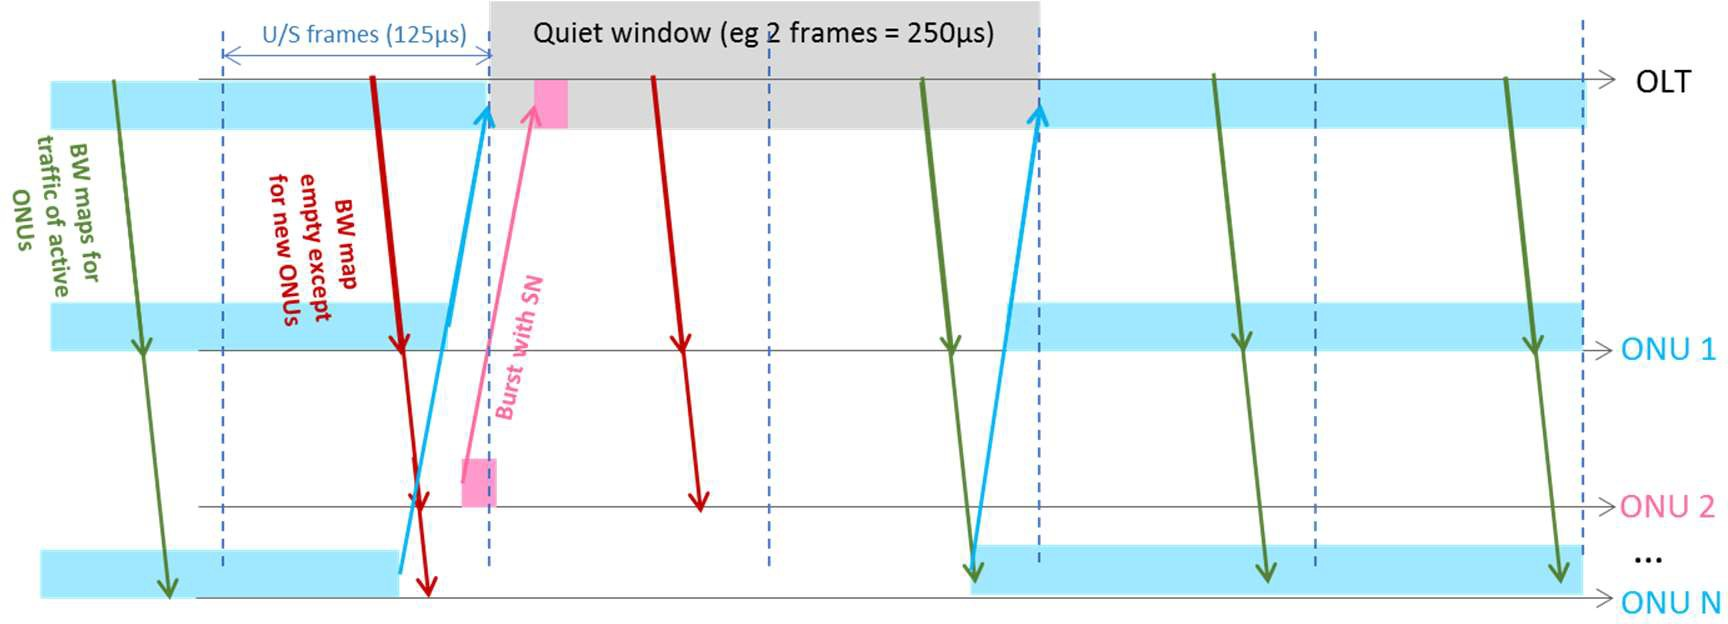 U/S frames (125µs)
Quiet window (eg 2 frames = 250µs)
OLT
BW maps for
traffic of active
ONUs
BW map
empty except
for new ONUs
Burst with SN
ONU 1
ONU 2
...
ONU N